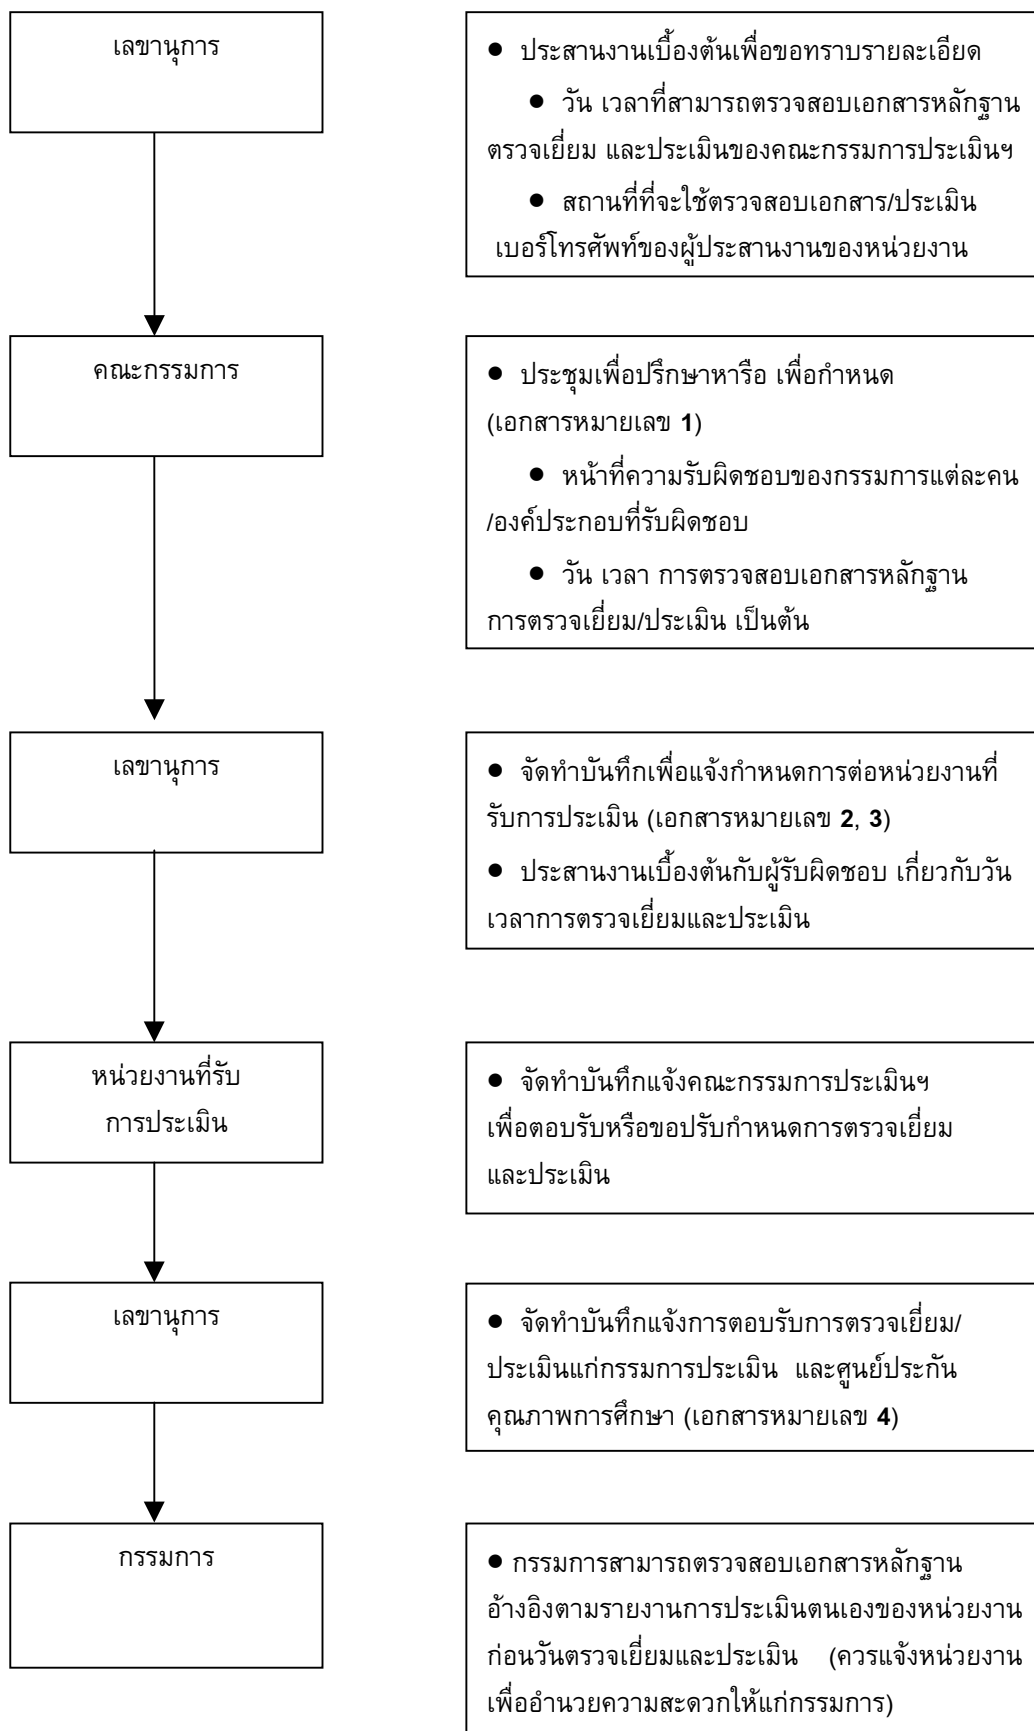 เลขานุการ
● ประสานงานเบื้องต้นเพื่อขอทราบรายละเอียด
● วัน เวลาที่สามารถตรวจสอบเอกสารหลักฐาน
ตรวจเยี่ยม และประเมินของคณะกรรมการประเมินฯ
● สถานที่ที่จะใช้ตรวจสอบเอกสาร/ประเมิน
เบอร์โทรศัพท์ของผู้ประสานงานของหน่วยงาน
คณะกรรมการ
● ประชุมเพื่อปรึกษาหารือ เพื่อกำหนด
(เอกสารหมายเลข 1)
● หน้าที่ความรับผิดชอบของกรรมการแต่ละคน
/องค์ประกอบที่รับผิดชอบ
● วัน เวลา การตรวจสอบเอกสารหลักฐาน
การตรวจเยี่ยม/ประเมิน เป็นต้น
เลขานุการ
● จัดทำบันทึกเพื่อแจ้งกำหนดการต่อหน่วยงานที่
รับการประเมิน (เอกสารหมายเลข 2, 3)
● ประสานงานเบื้องต้นกับผู้รับผิดชอบ เกี่ยวกับวัน
เวลาการตรวจเยี่ยมและประเมิน
หน่วยงานที่รับ
การประเมิน
● จัดทำบันทึกแจ้งคณะกรรมการประเมินฯ
เพื่อตอบรับหรือขอปรับกำหนดการตรวจเยี่ยม
และประเมิน
เลขานุการ
● จัดทำบันทึกแจ้งการตอบรับการตรวจเยี่ยม/
ประเมินแก่กรรมการประเมิน และศูนย์ประกัน
คุณภาพการศึกษา (เอกสารหมายเลข 4)
กรรมการ
● กรรมการสามารถตรวจสอบเอกสารหลักฐาน
อ้างอิงตามรายงานการประเมินตนเองของหน่วยงาน
ก่อนวันตรวจเยี่ยมและประเมิน (ควรแจ้งหน่วยงาน
เพื่ออำนวยความสะดวกให้แก่กรรมการ)